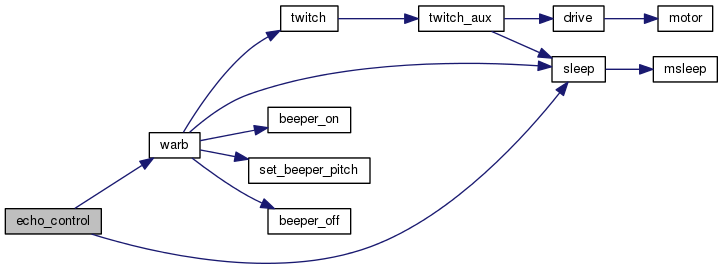 twitch
twitch_aux
drive
motor
sleep
msleep
beeper_on
warb
set_beeper_pitch
echo_control
beeper_off